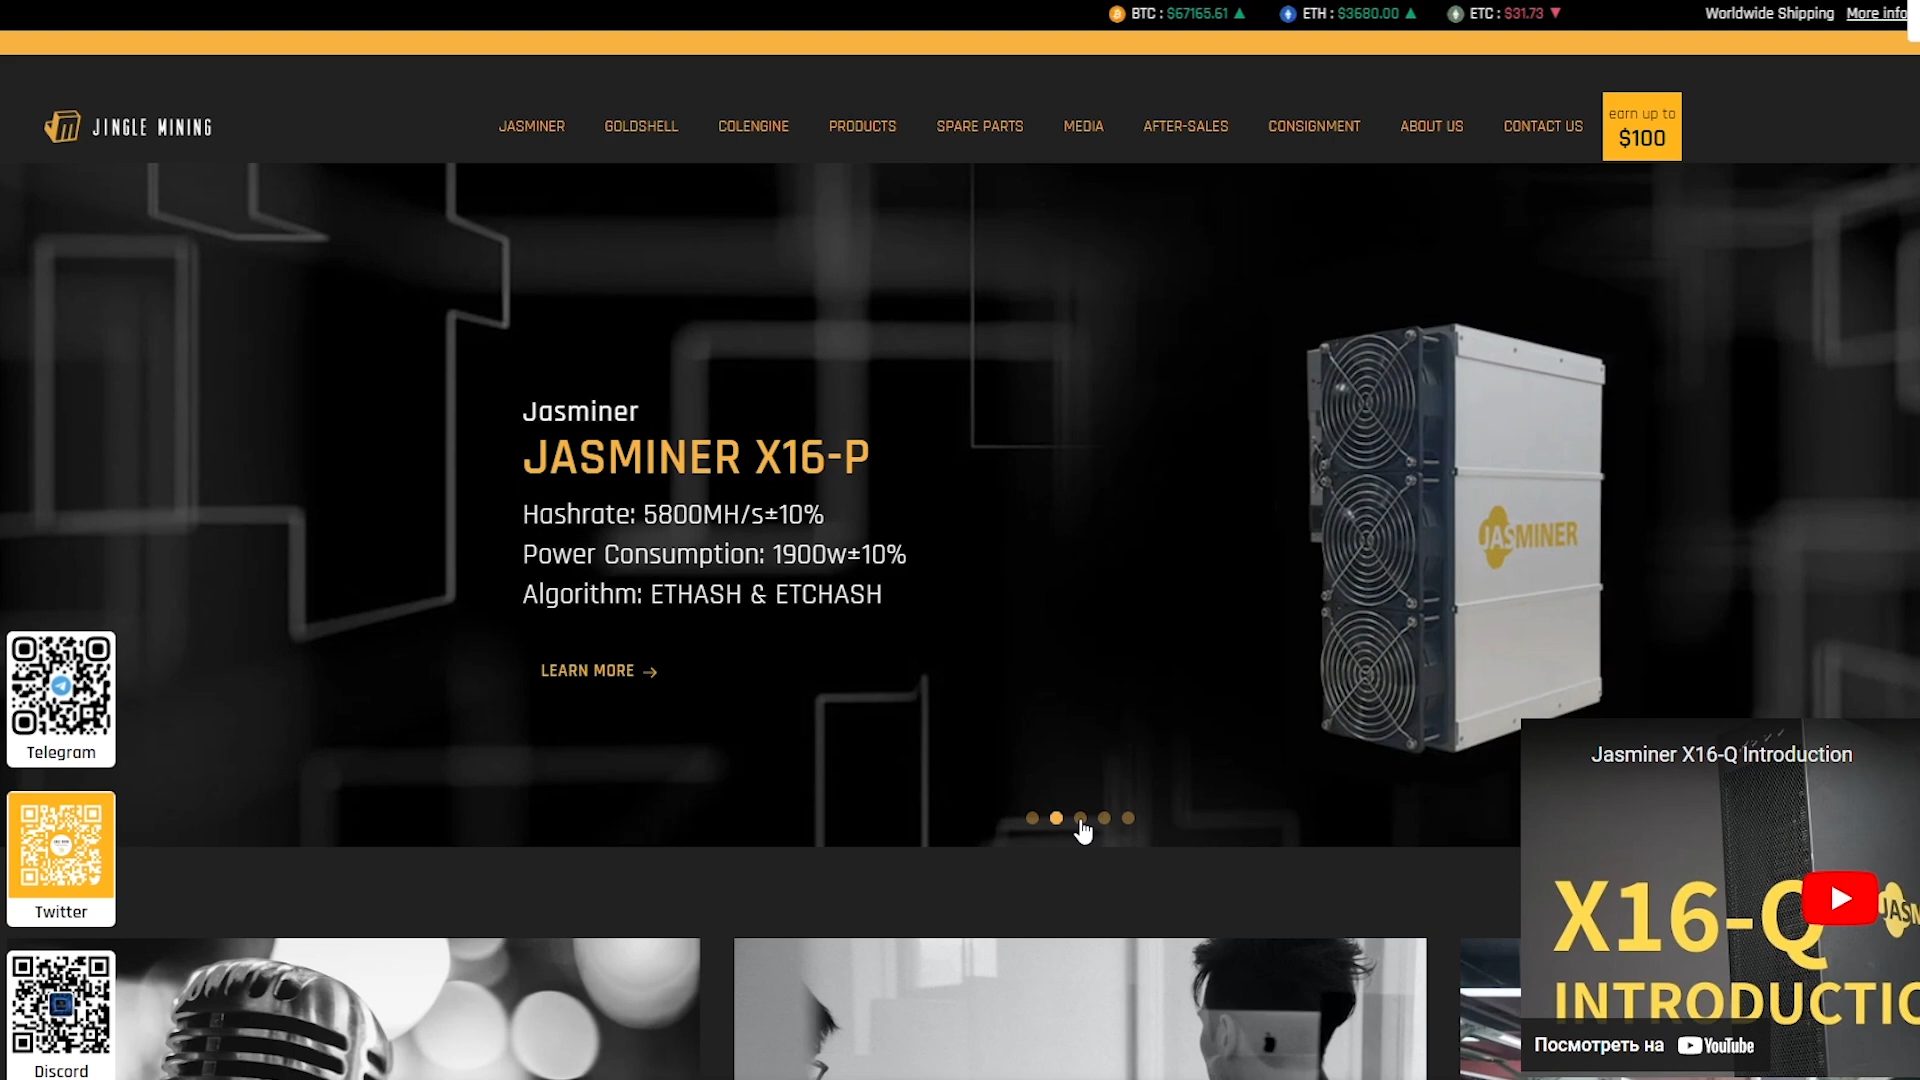 BTC : $67165.61
ETH : $3680.00
ETC : $31.73
Worldwide Shipping
More info
JINGLE MINING
JASMINER
GOLDSHELL
COLENGINE
PRODUCTS
SPARE PARTS
MEDIA
AFTER-SALES
CONSIGNMENT
ABOUT US
CONTACT US
earn up to
$100
Jasminer
JASMINER X16-P
Hashrate: 5800MH/s±10%
Power Consumption: 1900w±10%
Algorithm: ETHASH & ETCHASH
LEARN MORE →
JASMINER
Telegram
Twitter
Discord
Jasminer X16-Q Introduction
X16-Q
JASM
INTRODUCTIO
Посмотреть на YouTube